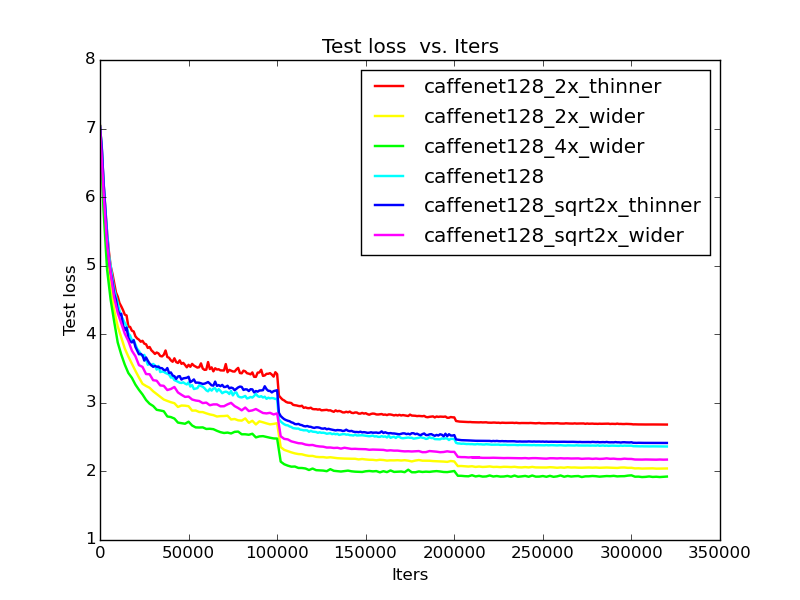 Test loss  vs. Iters
8
7
6
5
4
3
2
1
Test loss
caffenet128_2x_thinner
caffenet128_2x_wider
caffenet128_4x_wider
caffenet128
caffenet128_sqrt2x_thinner
caffenet128_sqrt2x_wider
0 50000 100000 150000 200000 250000 300000 350000
Iters